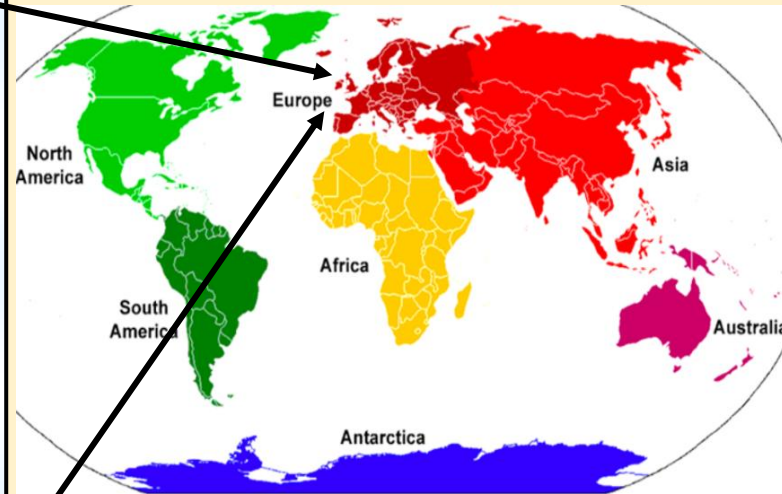 Europe
North
America
Asia
Africa
South
America
Australia
Antarctica